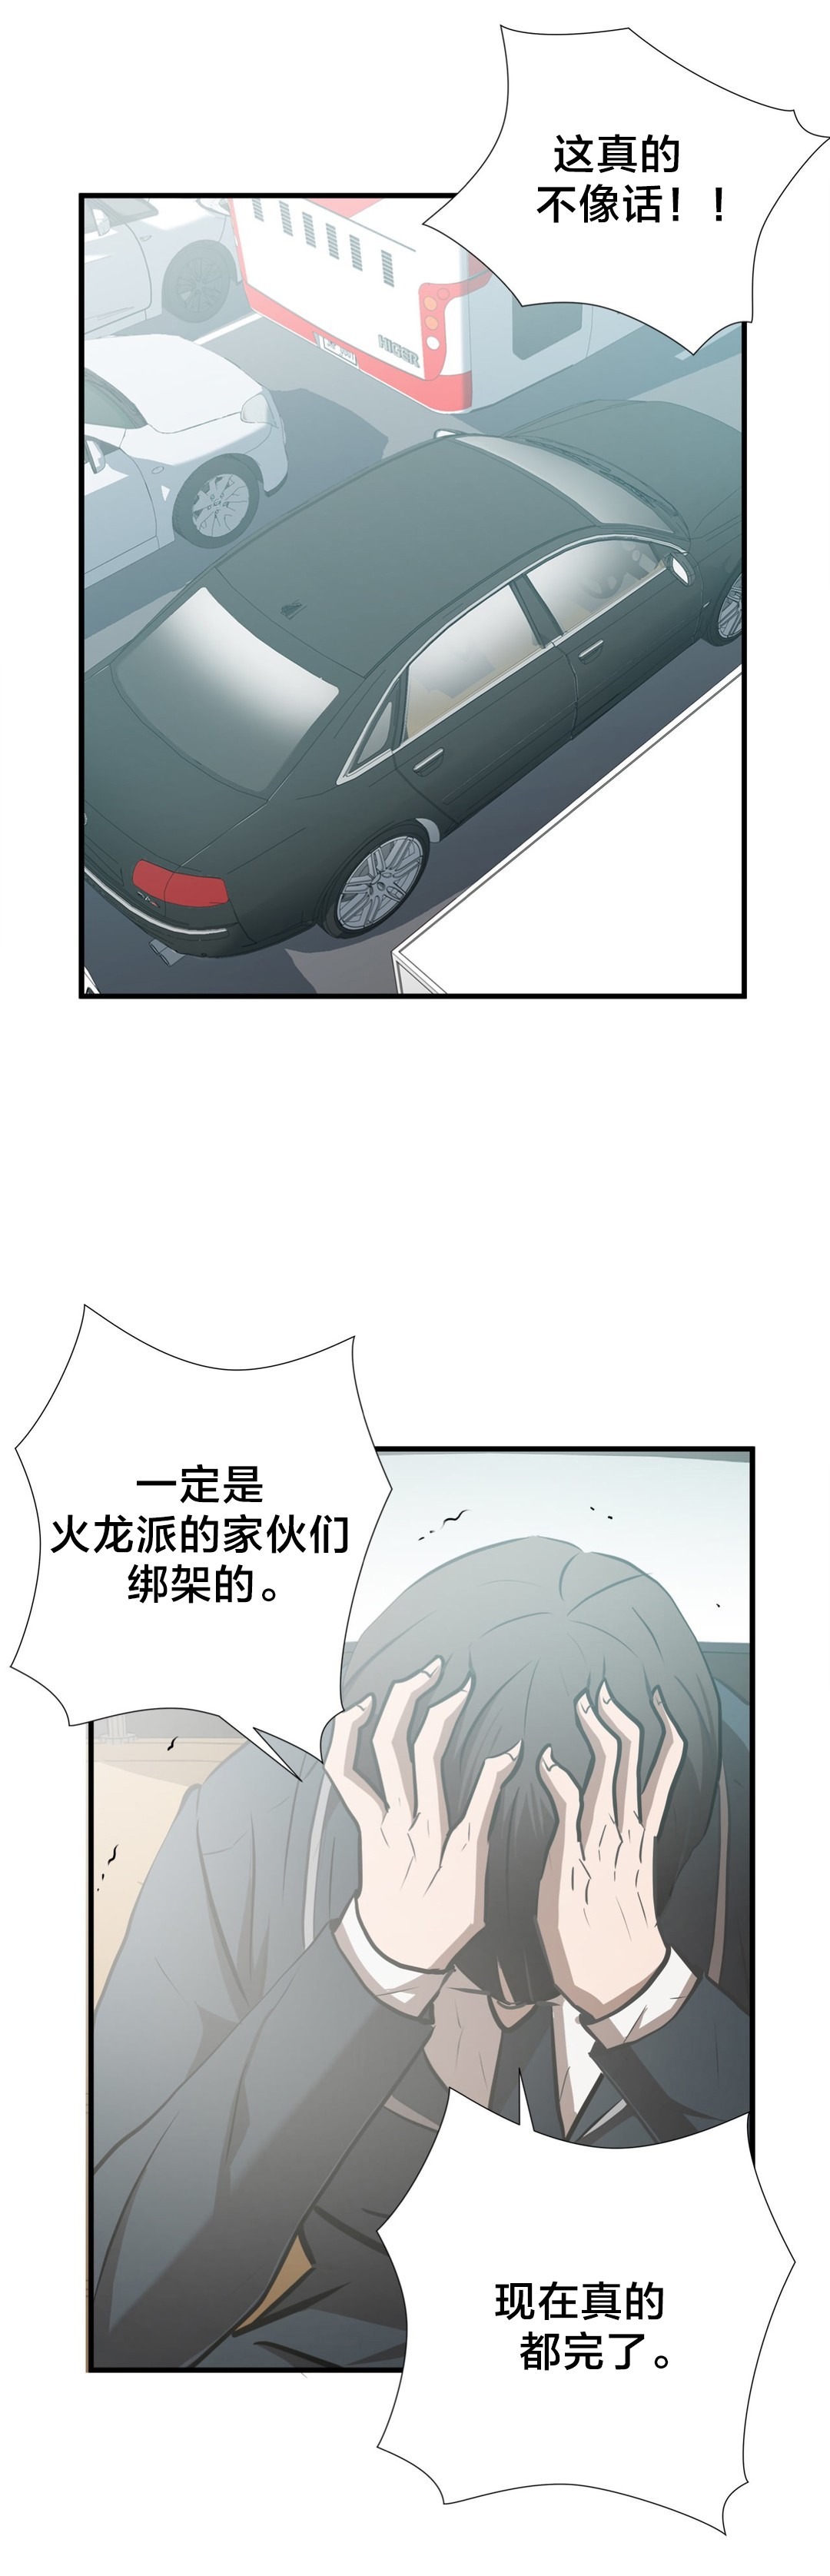 这真的
不像话！！
HIGER
一定是
火龙派的家伙们
绑架的。
现在真的
都完了。